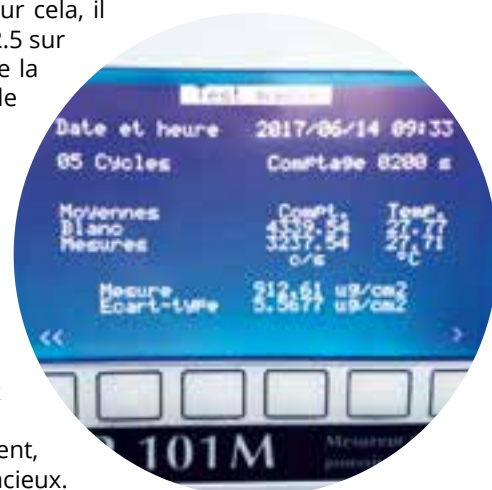 ur cela, il
2.5 sur
e la
de
Test
Date et heure 2017/06/14 09:33
05 Cycles Comptage 0200 s
Moyennes Compt. Temp.
Blanc 4339.54 27.77
Mesures 3237.54 27.71
c/s °C
Mesure 912.61 ug/cm2
Ecart-type 5.5677 ug/cm2
<< >
101M
ent,
cieux.